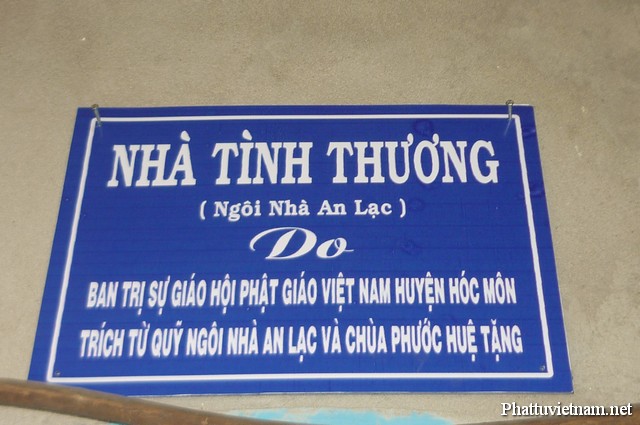 NHÀ TÌNH THƯƠNG
( Ngôi Nhà An Lạc )
Do
BAN TRỊ SỰ GIÁO HỘI PHẬT GIÁO VIỆT NAM HUYỆN HÓC MÔN
TRÍCH TỪ QUỸ NGÔI NHÀ AN LẠC VÀ CHÙA PHƯỚC HUỆ TẶNG
Phattuvietnam.net